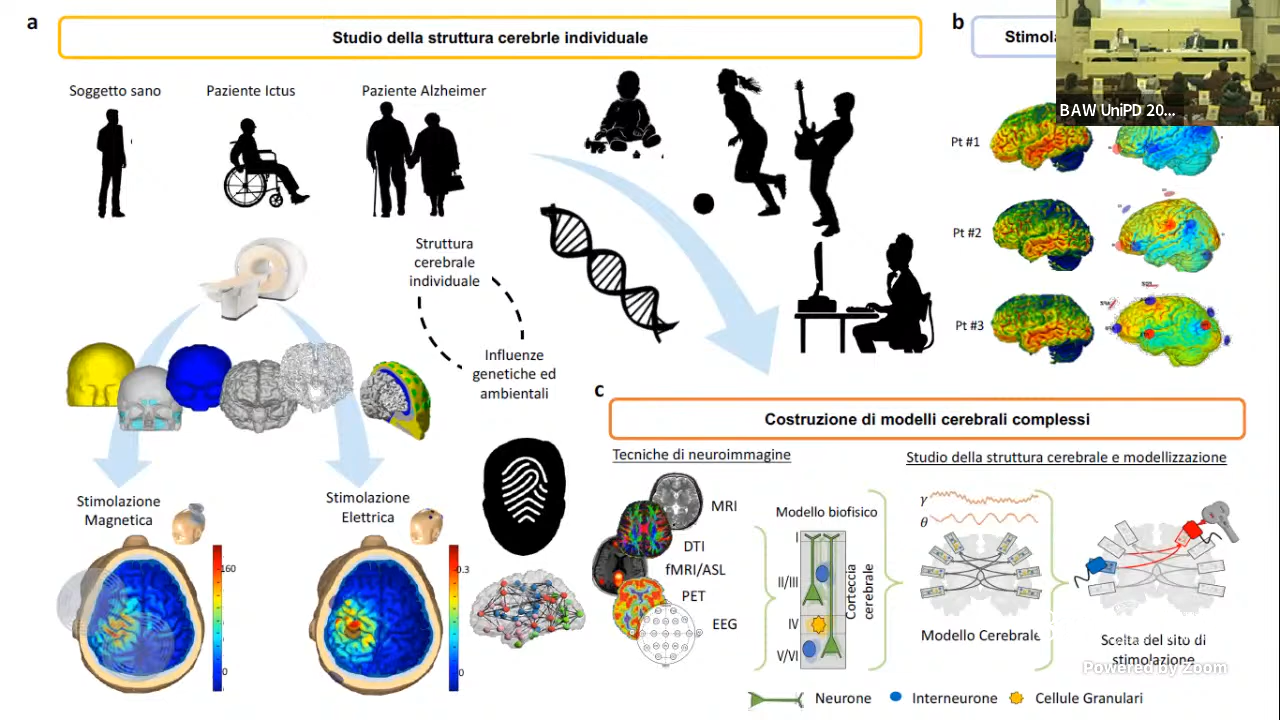 a
Studio della struttura cerebrle individuale
b
Stimola
BAW UniPD 20...
Soggetto sano
Paziente Ictus
Paziente Alzheimer
Pt #1
Pt #2
Pt #3
Struttura
cerebrale
individuale
Influenze
genetiche ed
ambientali
Stimolazione
Magnetica
160
0
Stimolazione
Elettrica
0.3
0
c
Costruzione di modelli cerebrali complessi
Tecniche di neuroimmagine
Studio della struttura cerebrale e modellizzazione
MRI
DTI
fMRI/ASL
PET
EEG
Modello biofisico
I
II/III
IV
V/VI
Corteccia
cerebrale
γ
θ
Modello Cerebrale
Scelta del sito di
stimolazione
Powered by Zoom
Neurone
Interneurone
Cellule Granulari